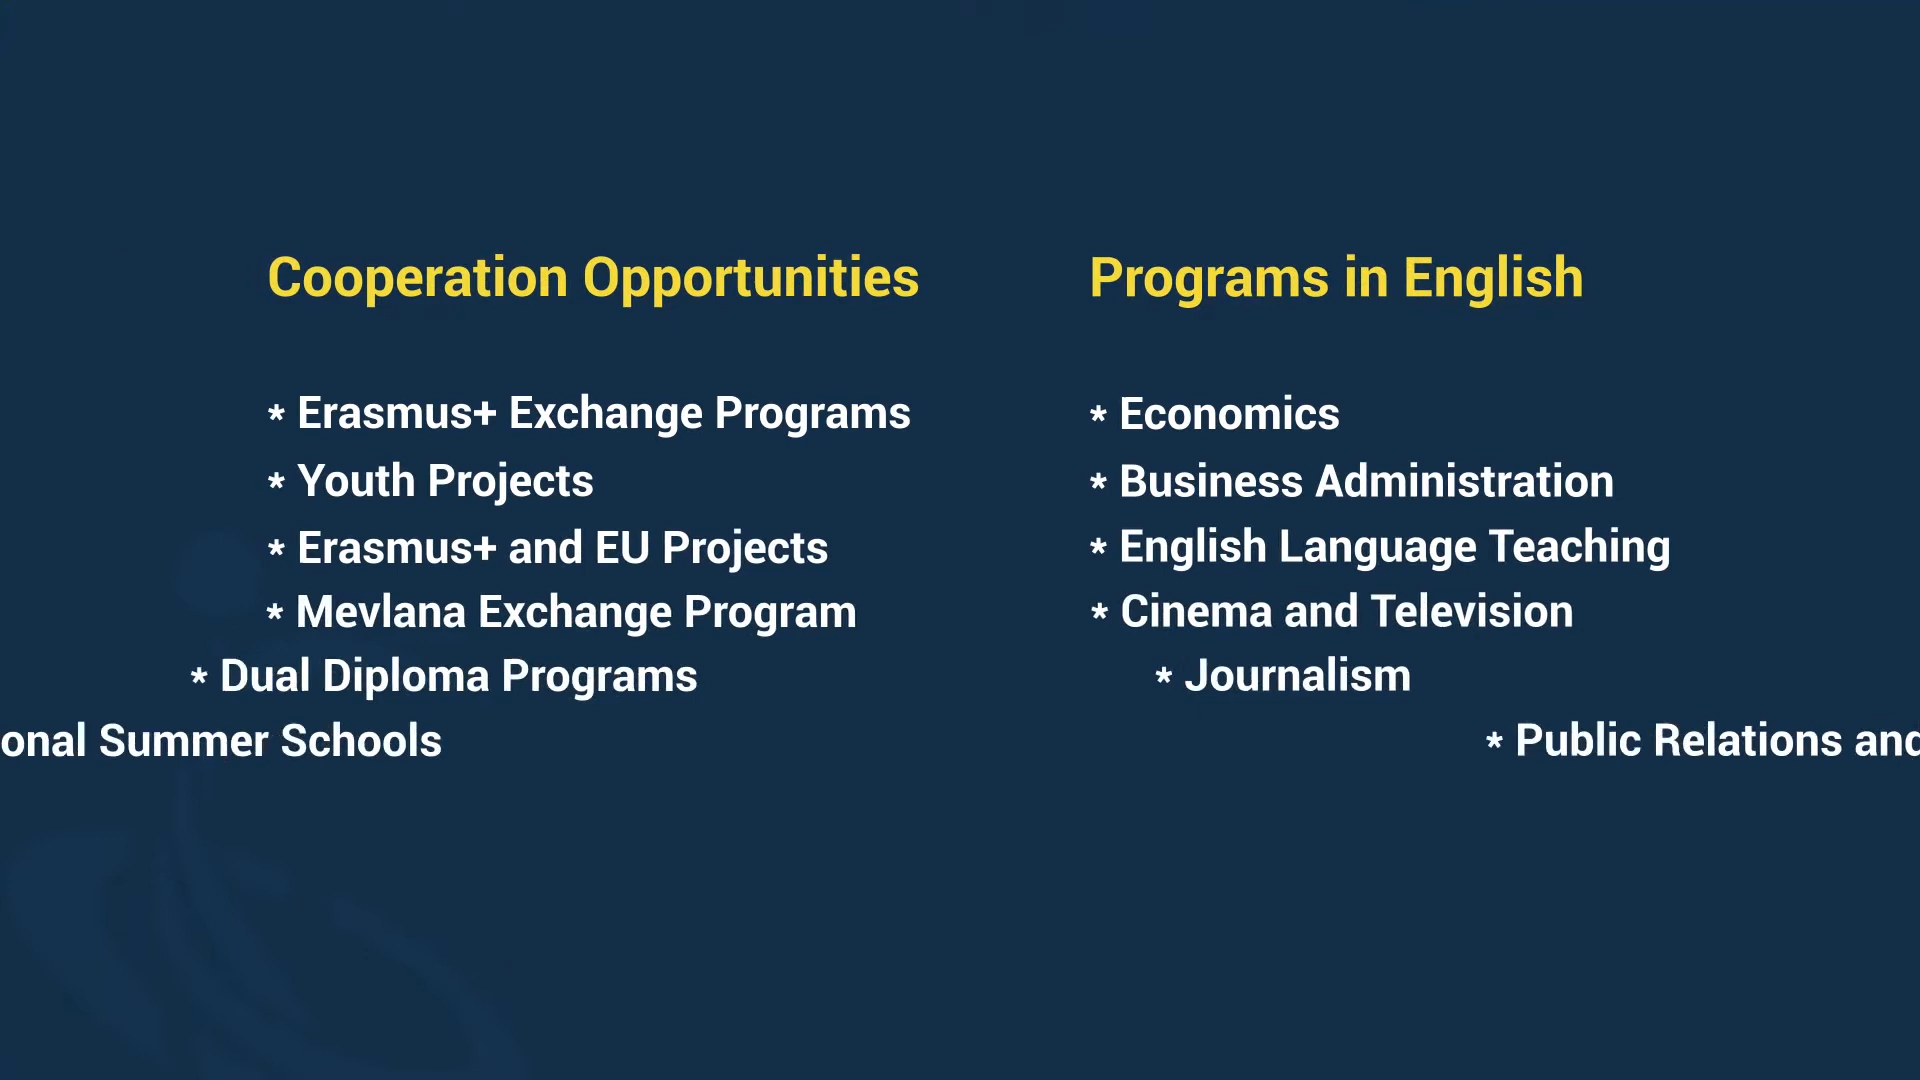 Cooperation Opportunities
* Erasmus+ Exchange Programs
* Youth Projects
* Erasmus+ and EU Projects
* Mevlana Exchange Program
* Dual Diploma Programs
onal Summer Schools
Programs in English
* Economics
* Business Administration
* English Language Teaching
* Cinema and Television
* Journalism
* Public Relations and